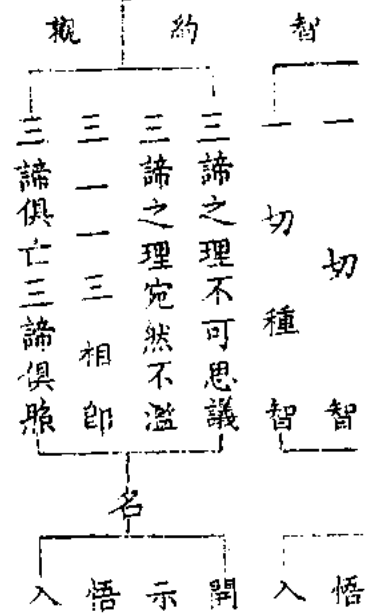 智
約觀
一切智
一切種智
三諦之理不可思議
三諦之理宛然不濫
三一一三相即
三諦俱亡三諦俱照
名
悟
入
開
示
悟
入